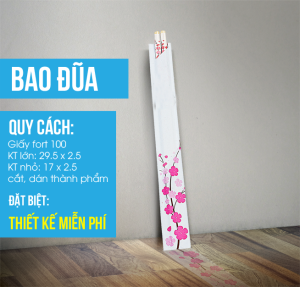 BAO ĐŨA
QUY CÁCH:
Giấy fort 100
KT lớn: 29.5 x 2.5
KT nhỏ: 17 x 2.5
cắt, dán thành phẩm
ĐẶT BIỆT:
THIẾT KẾ MIỄN PHÍ